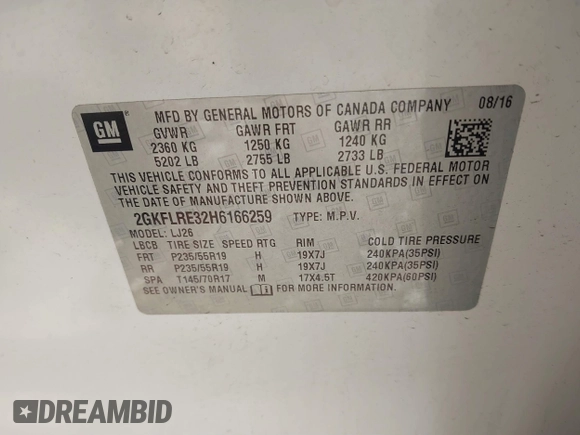 GM
MFD BY GENERAL MOTORS OF CANADA COMPANY 08/16
GVWR GAWR FRT GAWR RR
2360 KG 1250 KG 1240 KG
5202 LB 2755 LB 2733 LB
THIS VEHICLE CONFORMS TO ALL APPLICABLE U.S. FEDERAL MOTOR
VEHICLE SAFETY AND THEFT PREVENTION STANDARDS IN EFFECT ON
THE DATE OF MANUFACTURE SHOWN ABOVE.
2GKFLRE32H6166259 TYPE: M.P.V.
MODEL: LJ26
LBCB TIRE SIZE SPEED RTG RIM COLD TIRE PRESSURE
FRT P235/55R19 H 19X7J 240KPA(35PSI)
RR P235/55R19 H 19X7J 240KPA(35PSI)
SPA T145/70R17 M 17X4.5T 420KPA(60PSI)
SEE OWNER'S MANUAL FOR MORE INFORMATION.
DREAMBID